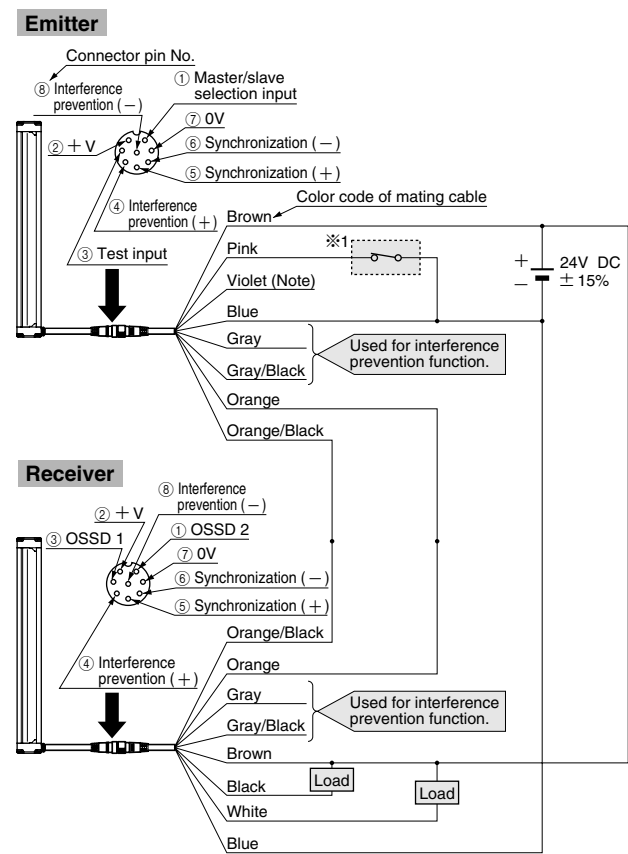 Emitter
Connector pin No.
⑧ Interference
prevention (−)
① Master/slave
selection input
⑦ 0V
② +V
⑥ Synchronization (−)
⑤ Synchronization (+)
④ Interference
prevention (+)
③ Test input
Color code of mating cable
Brown
Pink
※1
Violet (Note)
Blue
Gray
Gray/Black
Used for interference
prevention function.
Orange
Orange/Black
+
−
24V DC
±15%
Receiver
⑧ Interference
prevention (−)
② +V
③ OSSD 1
① OSSD 2
⑦ 0V
⑥ Synchronization (−)
⑤ Synchronization (+)
④ Interference
prevention (+)
Orange/Black
Orange
Gray
Gray/Black
Used for interference
prevention function.
Brown
Black
Load
Load
White
Blue